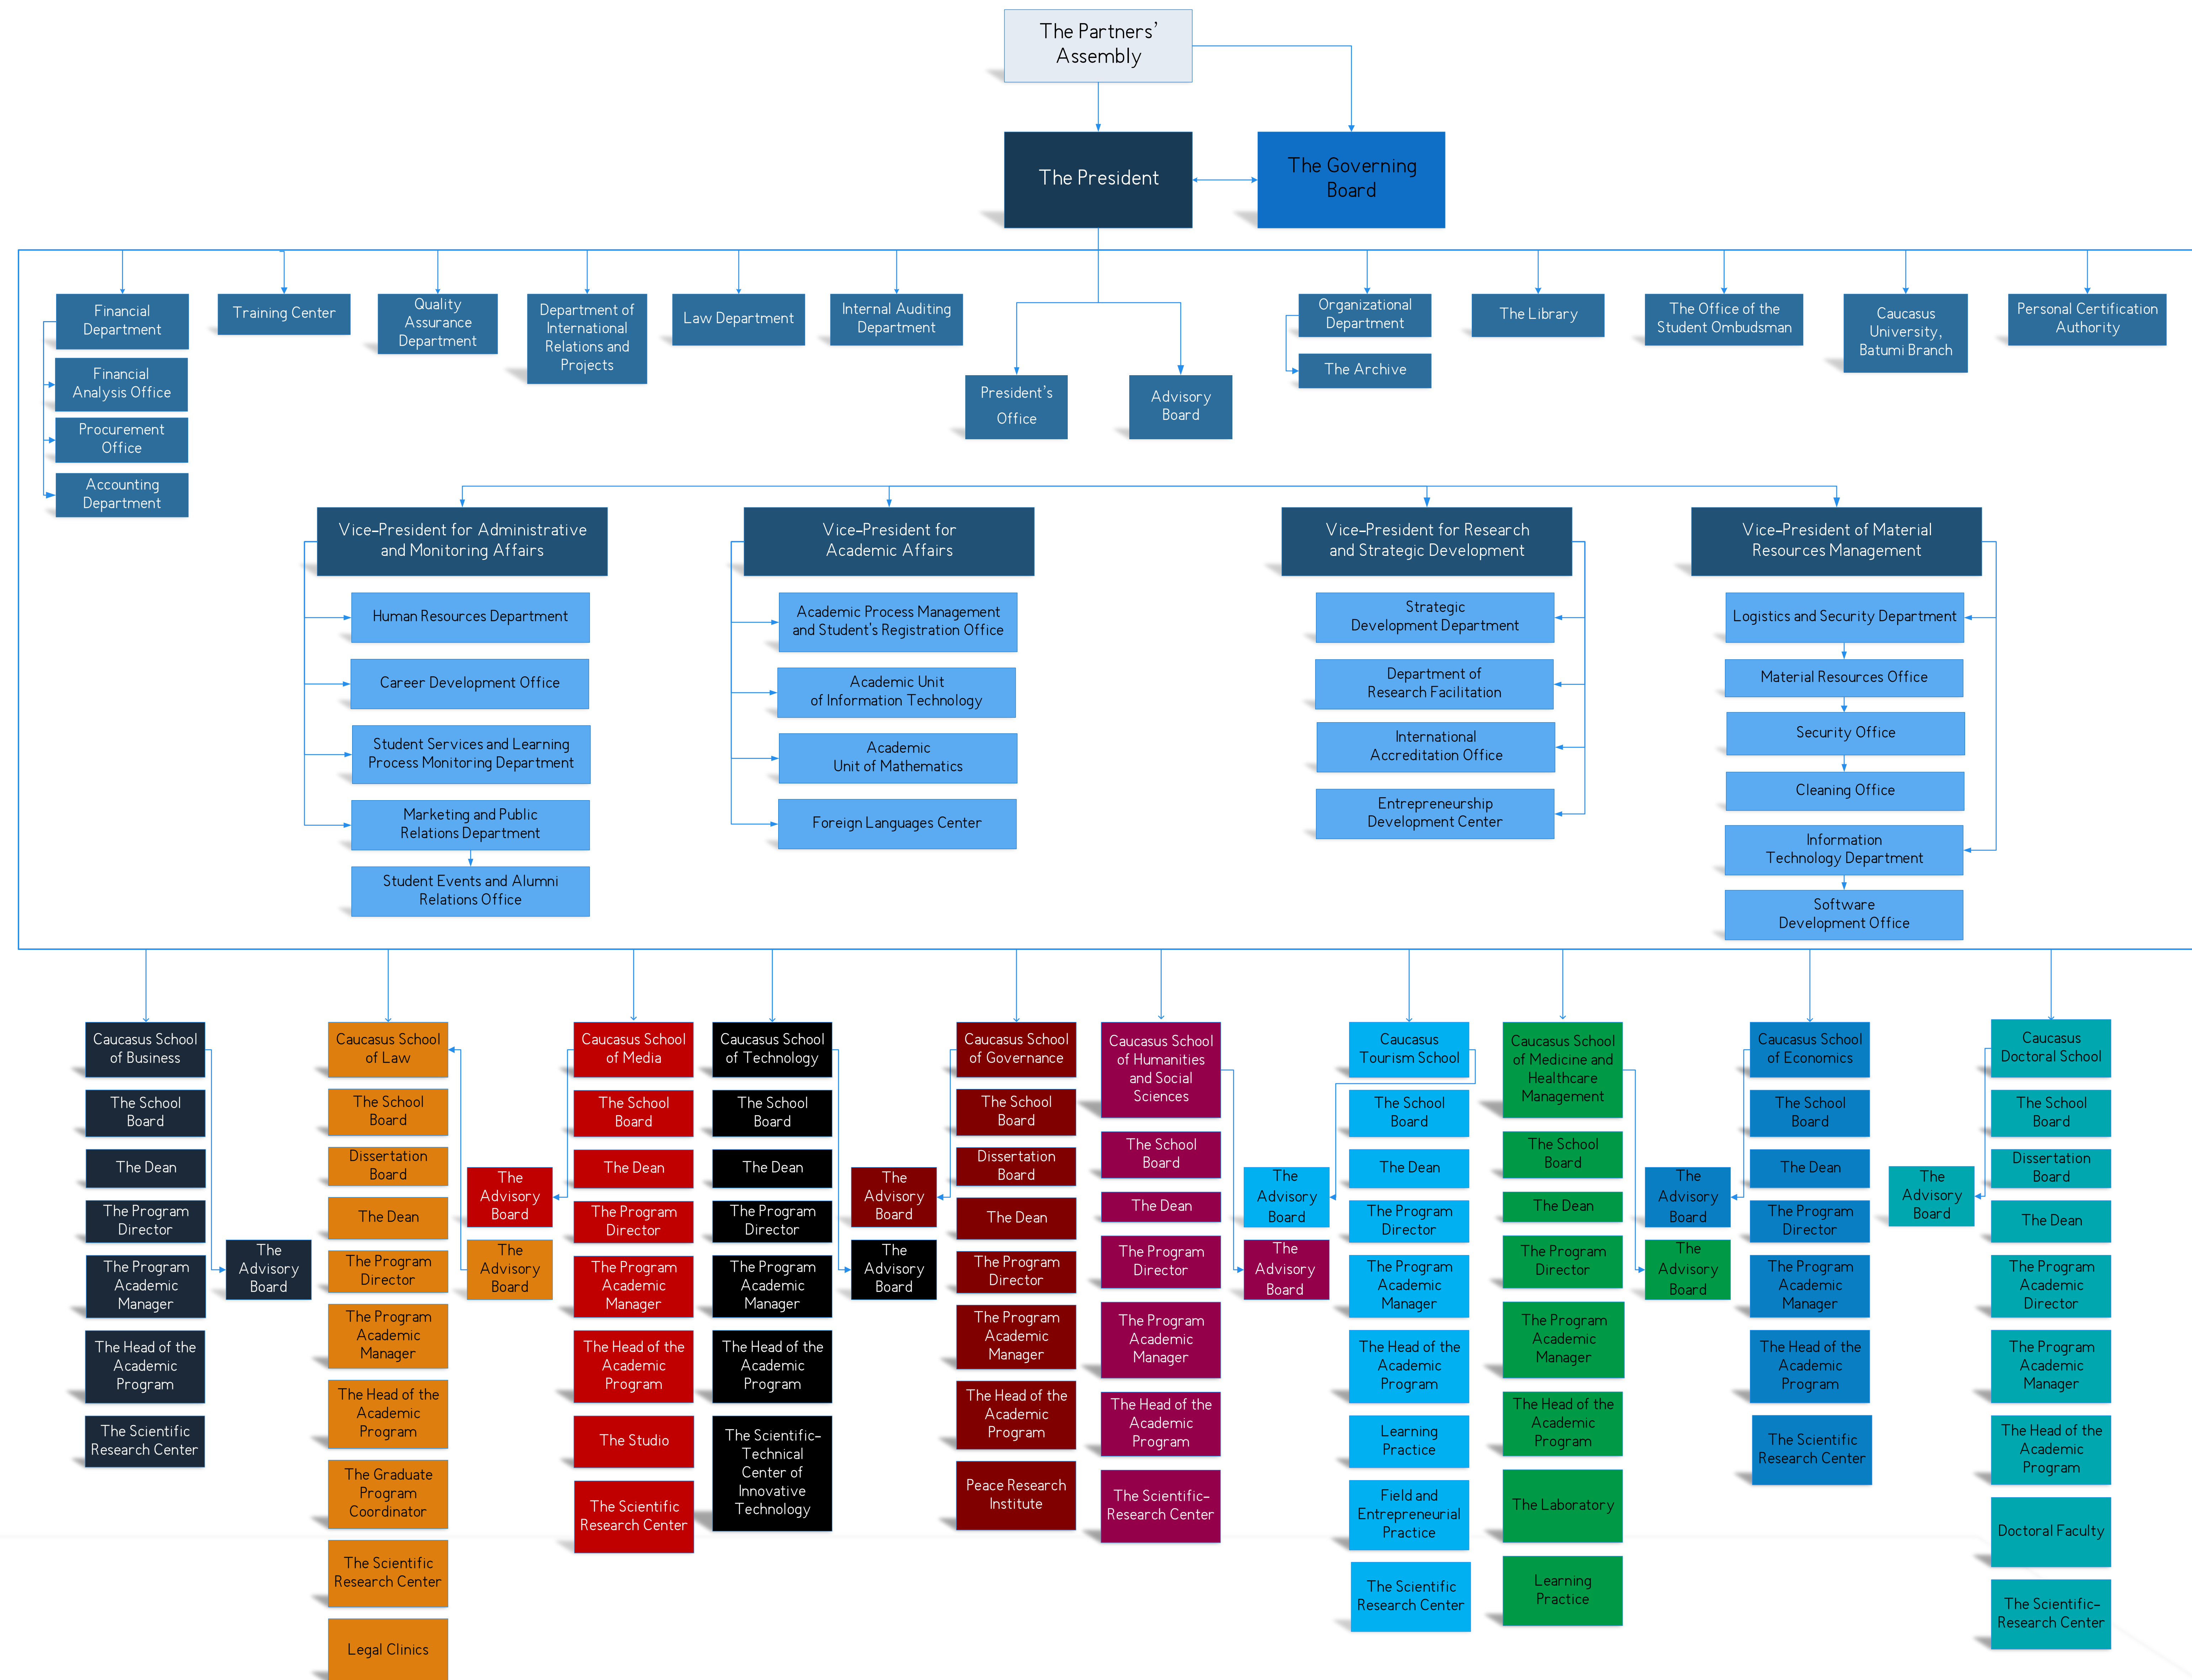 The Partners'
Assembly
The President
The Governing
Board
Financial
Department
Financial
Analysis Office
Procurement
Office
Accounting
Department
Training Center
Quality
Assurance
Department
Department of
International
Relations and
Projects
Law Department
Internal Auditing
Department
President's
Office
Advisory
Board
Organizational
Department
The Archive
The Library
The Office of the
Student Ombudsman
Caucasus
University,
Batumi Branch
Personal Certification
Authority
Vice-President for Administrative
and Monitoring Affairs
Human Resources Department
Career Development Office
Student Services and Learning
Process Monitoring Department
Marketing and Public
Relations Department
Student Events and Alumni
Relations Office
Vice-President for
Academic Affairs
Academic Process Management
and Student's Registration Office
Academic Unit
of Information Technology
Academic
Unit of Mathematics
Foreign Languages Center
Vice-President for Research
and Strategic Development
Strategic
Development Department
Department of
Research Facilitation
International
Accreditation Office
Entrepreneurship
Development Center
Vice-President of Material
Resources Management
Logistics and Security Department
Material Resources Office
Security Office
Cleaning Office
Information
Technology Department
Software
Development Office
Caucasus School
of Business
The School
Board
The Dean
The Program
Director
The Program
Academic
Manager
The Head of the
Academic
Program
The Scientific
Research Center
The
Advisory
Board
Caucasus School
of Law
The School
Board
Dissertation
Board
The Dean
The Program
Director
The Program
Academic
Manager
The Head of the
Academic
Program
The Graduate
Program
Coordinator
The Scientific
Research Center
Legal Clinics
The
Advisory
Board
The
Advisory
Board
Caucasus School
of Media
The School
Board
The Dean
The Program
Director
The Program
Academic
Manager
The Head of the
Academic
Program
The Studio
The Scientific
Research Center
Caucasus School
of Technology
The School
Board
The Dean
The Program
Director
The Program
Academic
Manager
The Head of the
Academic
Program
The Scientific-
Technical
Center of
Innovative
Technology
The
Advisory
Board
The
Advisory
Board
Caucasus School
of Governance
The School
Board
Dissertation
Board
The Dean
The Program
Director
The Program
Academic
Manager
The Head of the
Academic
Program
Peace Research
Institute
Caucasus School
of Humanities
and Social
Sciences
The School
Board
The Dean
The Program
Director
The Program
Academic
Manager
The Head of the
Academic
Program
The Scientific-
Research Center
The
Advisory
Board
The
Advisory
Board
Caucasus
Tourism School
The School
Board
The Dean
The Program
Director
The Program
Academic
Manager
The Head of the
Academic
Program
Learning
Practice
Field and
Entrepreneurial
Practice
The Scientific
Research Center
Caucasus School
of Medicine and
Healthcare
Management
The School
Board
The Dean
The Program
Director
The Program
Academic
Manager
The Head of the
Academic
Program
The Laboratory
Learning
Practice
The
Advisory
Board
The
Advisory
Board
Caucasus School
of Economics
The School
Board
The Dean
The Program
Director
The Program
Academic
Manager
The Head of the
Academic
Program
The Scientific
Research Center
The
Advisory
Board
Caucasus
Doctoral School
The School
Board
Dissertation
Board
The Dean
The Program
Academic
Director
The Program
Academic
Manager
The Head of the
Academic
Program
Doctoral Faculty
The Scientific-
Research Center